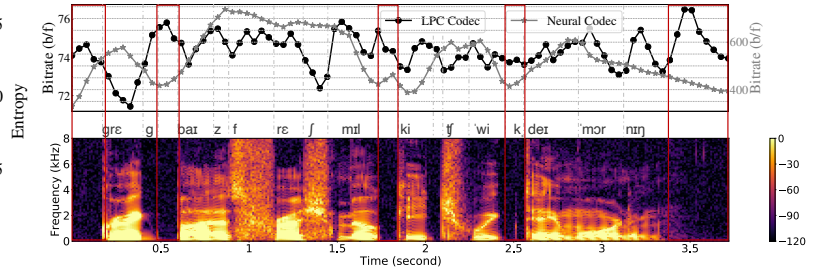 76
74
72
Bitrate (b/f)
LPC Codec
Neural Codec
600
400
Bitrate (b/f)
Entropy
grɛ g baɪ z f rɛ ʃ mɪl ki ʧ wi k deɪ mɔr nɪŋ
8
6
4
2
0
Frequency (kHz)
0.5 1 1.5 2 2.5 3 3.5
Time (second)
0
−30
−60
−90
−120